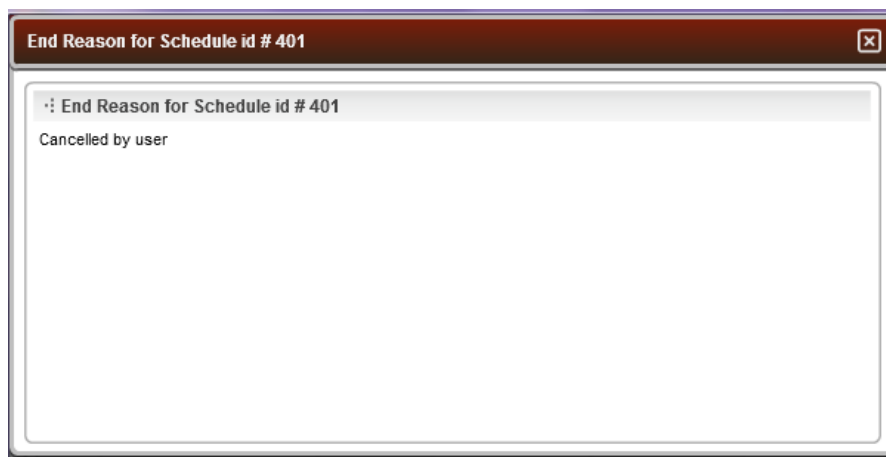 End Reason for Schedule id # 401
End Reason for Schedule id # 401
Cancelled by user